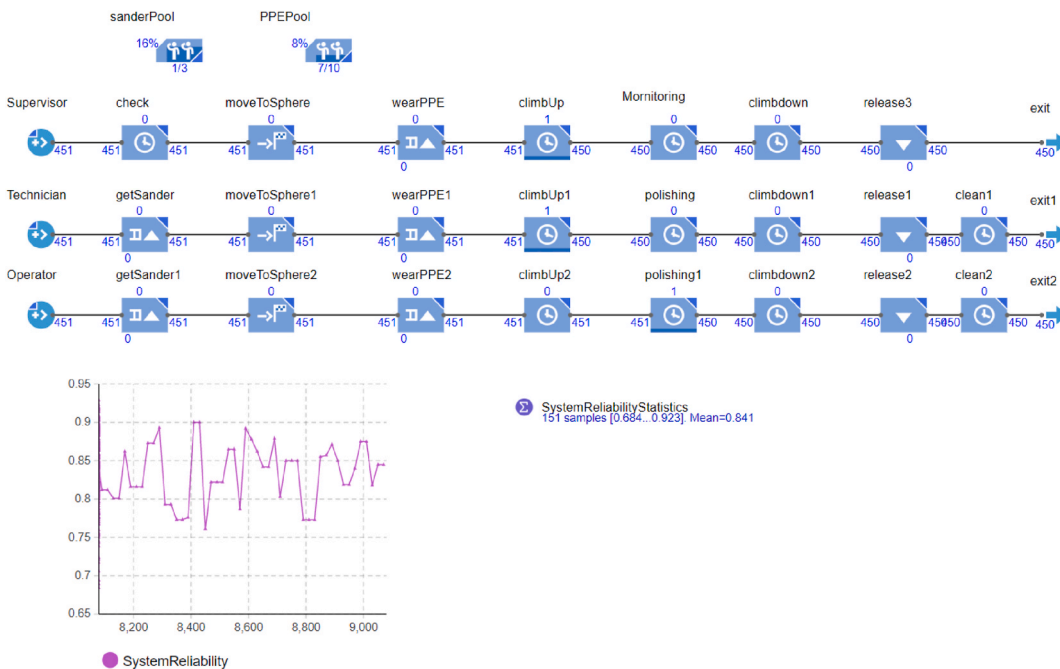 sanderPool PPEPool
16% 8%
1/3 7/10
Supervisor check moveToSphere wearPPE climbUp Mornitoring climbdown release3 exit
0 0 0 1 0 0
451 451 451 451 451 451 451 451 450 450 450 450 450 450 450 450
0 0
Technician getSander moveToSphere1 wearPPE1 climbUp1 polishing climbdown1 release1 clean1 exit1
0 0 0 1 0 0 0
451 451 451 451 451 451 451 451 450 450 450 450 450 450 450 450 450 450
0 0 0
Operator getSander1 moveToSphere2 wearPPE2 climbUp2 polishing1 climbdown2 release2 clean2 exit2
0 0 0 0 1 0 0
451 451 451 451 451 451 451 451 451 451 450 450 450 450 450 450 450 450
0 0 0
0.95
0.9
0.85
0.8
0.75
0.7
0.65
8,200 8,400 8,600 8,800 9,000
SystemReliability
Σ SystemReliabilityStatistics
151 samples [0.684...0.923]. Mean=0.841